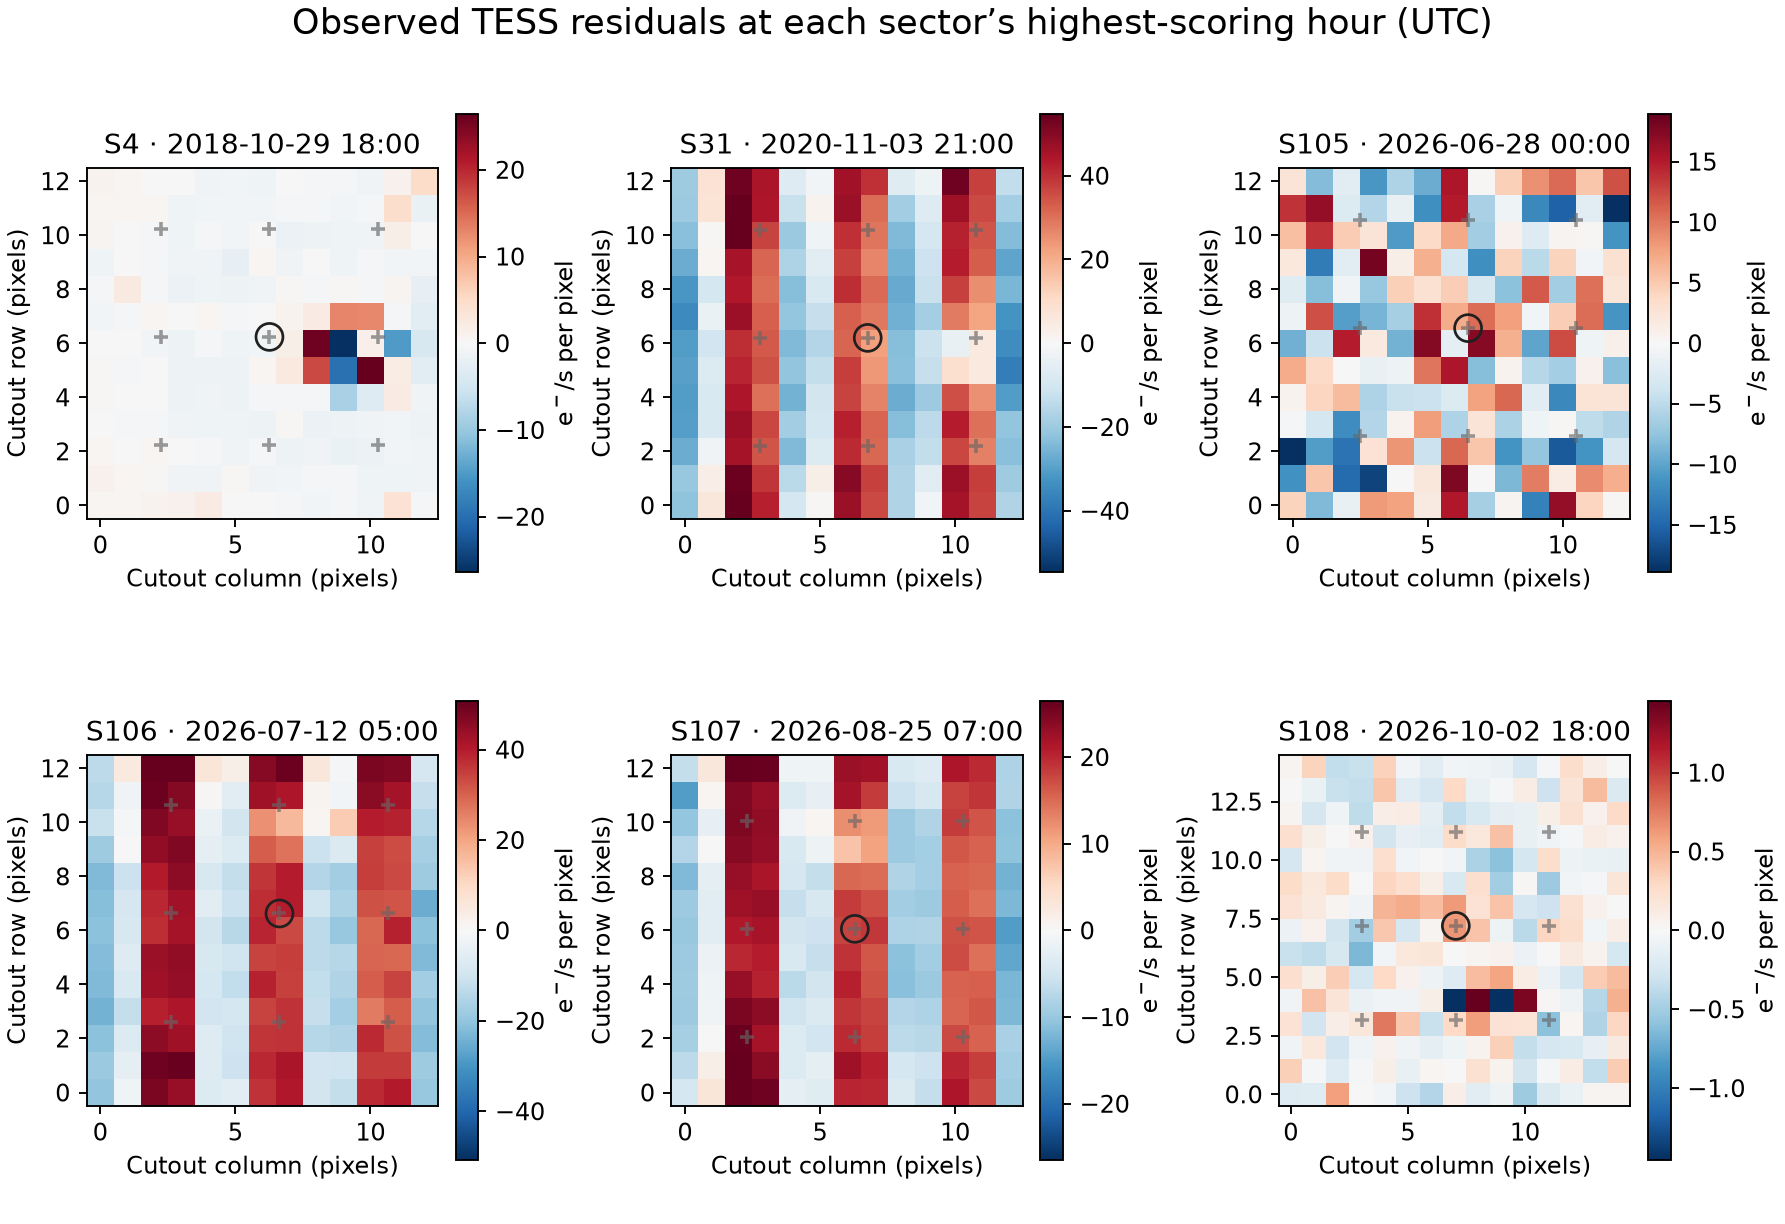 Observed TESS residuals at each sector’s highest-scoring hour (UTC)
S4 · 2018-10-29 18:00
12
10
8
6
4
2
0
Cutout row (pixels)
0 5 10
Cutout column (pixels)
20
10
0
−10
−20
e⁻/s per pixel
S31 · 2020-11-03 21:00
12
10
8
6
4
2
0
Cutout row (pixels)
0 5 10
Cutout column (pixels)
40
20
0
−20
−40
e⁻/s per pixel
S105 · 2026-06-28 00:00
12
10
8
6
4
2
0
Cutout row (pixels)
0 5 10
Cutout column (pixels)
15
10
5
0
−5
−10
−15
e⁻/s per pixel
S106 · 2026-07-12 05:00
12
10
8
6
4
2
0
Cutout row (pixels)
0 5 10
Cutout column (pixels)
40
20
0
−20
−40
e⁻/s per pixel
S107 · 2026-08-25 07:00
12
10
8
6
4
2
0
Cutout row (pixels)
0 5 10
Cutout column (pixels)
20
10
0
−10
−20
e⁻/s per pixel
S108 · 2026-10-02 18:00
12.5
10.0
7.5
5.0
2.5
0.0
Cutout row (pixels)
0 5 10
Cutout column (pixels)
1.0
0.5
0.0
−0.5
−1.0
e⁻/s per pixel